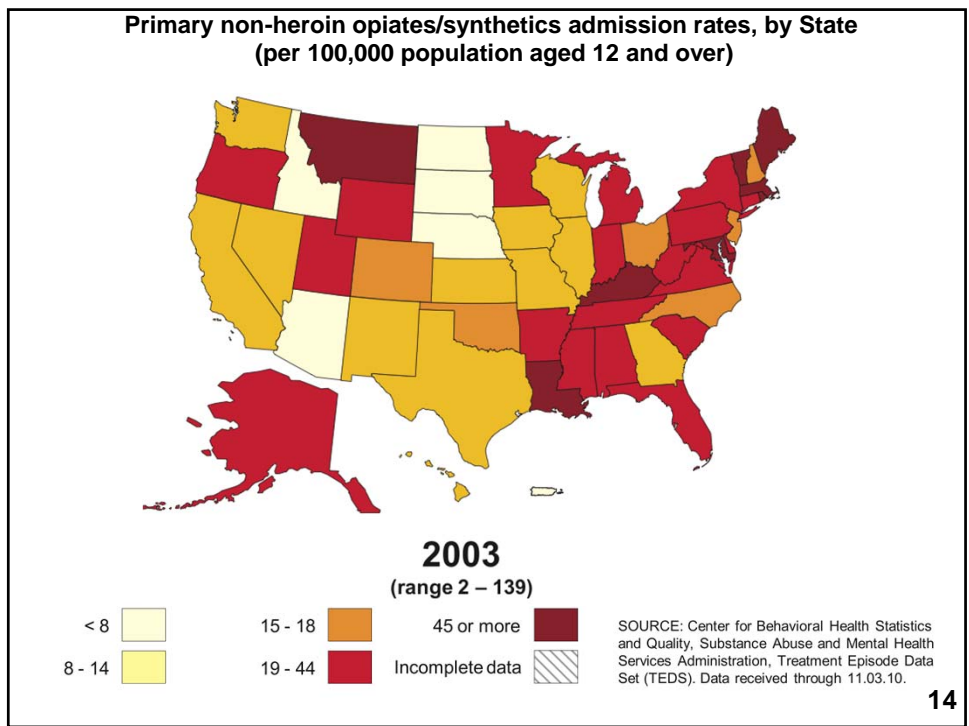 Primary non-heroin opiates/synthetics admission rates, by State
(per 100,000 population aged 12 and over)
2003
(range 2 – 139)
< 8
8 - 14
15 - 18
19 - 44
45 or more
Incomplete data
SOURCE: Center for Behavioral Health Statistics
and Quality, Substance Abuse and Mental Health
Services Administration, Treatment Episode Data
Set (TEDS). Data received through 11.03.10.
14